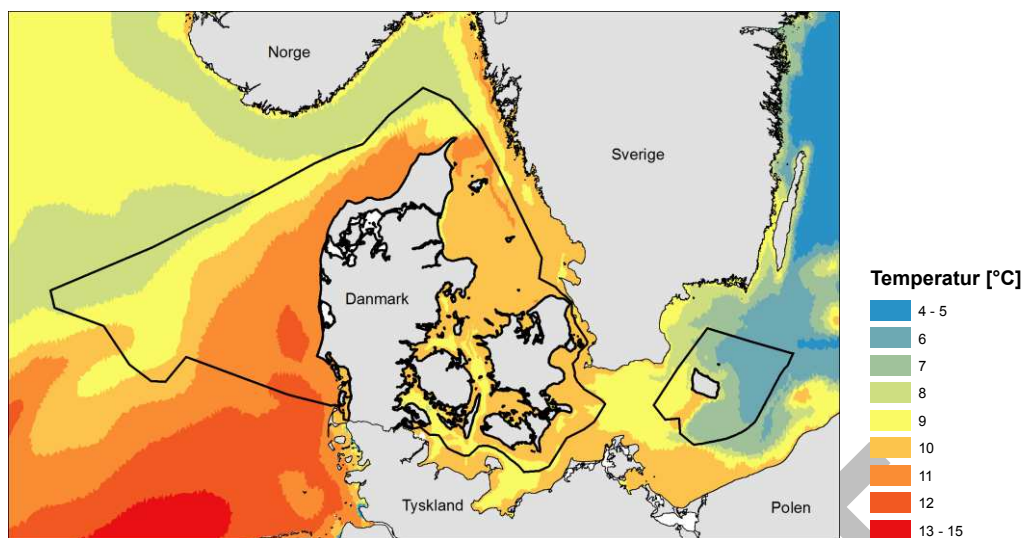 Norge
Sverige
Danmark
Tyskland
Polen
Temperatur [°C]
4 - 5
6
7
8
9
10
11
12
13 - 15